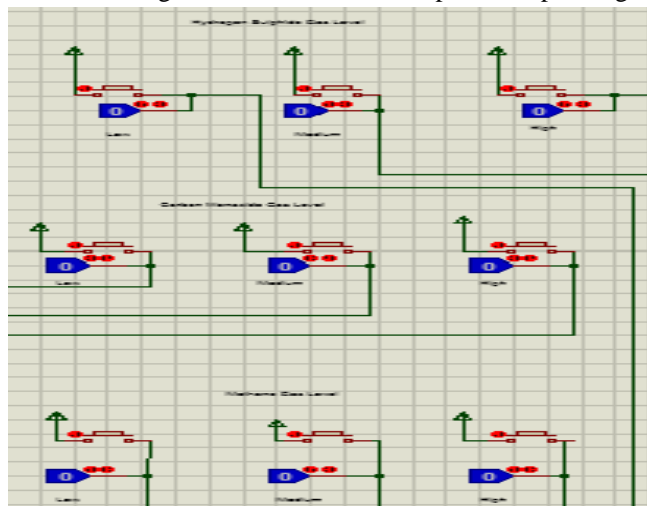 Hydrogen Sulphide Gas Level
0 0 0
Low Medium High
Carbon Monoxide Gas Level
0 0 0
Low Medium High
Methane Gas Level
0 0 0
Low Medium High